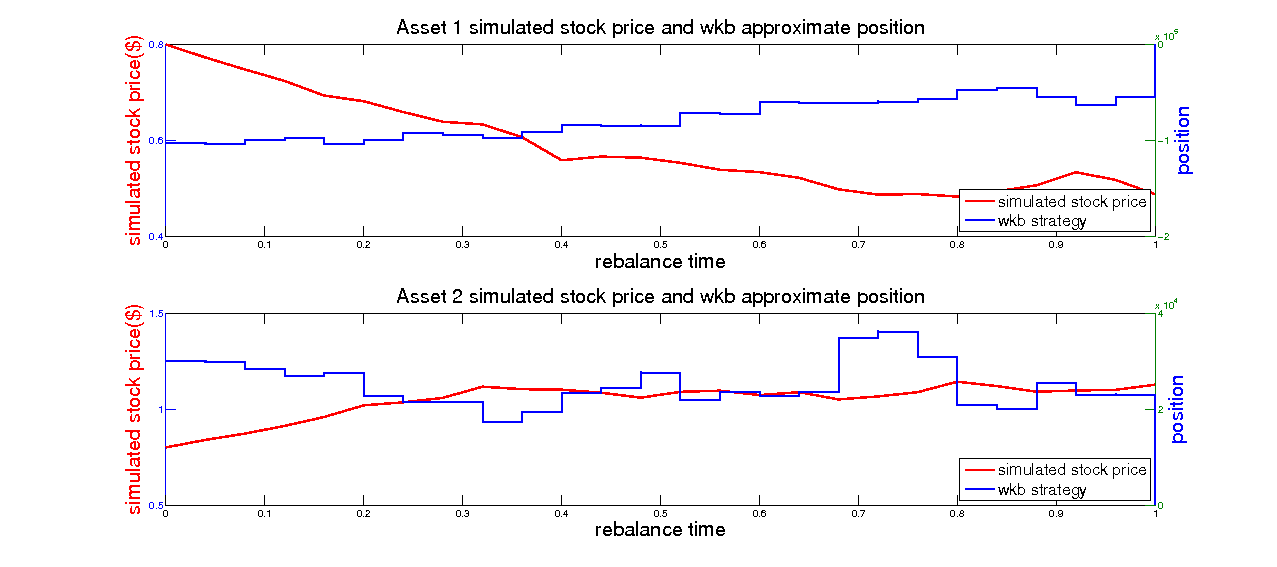 Asset 1 simulated stock price and wkb approximate position
x 10^5
simulated stock price($)
0.8
0.6
0.4
0
-1
-2
position
simulated stock price
wkb strategy
0 0.1 0.2 0.3 0.4 0.5 0.6 0.7 0.8 0.9 1
rebalance time
Asset 2 simulated stock price and wkb approximate position
x 10^4
simulated stock price($)
1.5
1
0.5
4
2
0
position
simulated stock price
wkb strategy
0 0.1 0.2 0.3 0.4 0.5 0.6 0.7 0.8 0.9 1
rebalance time